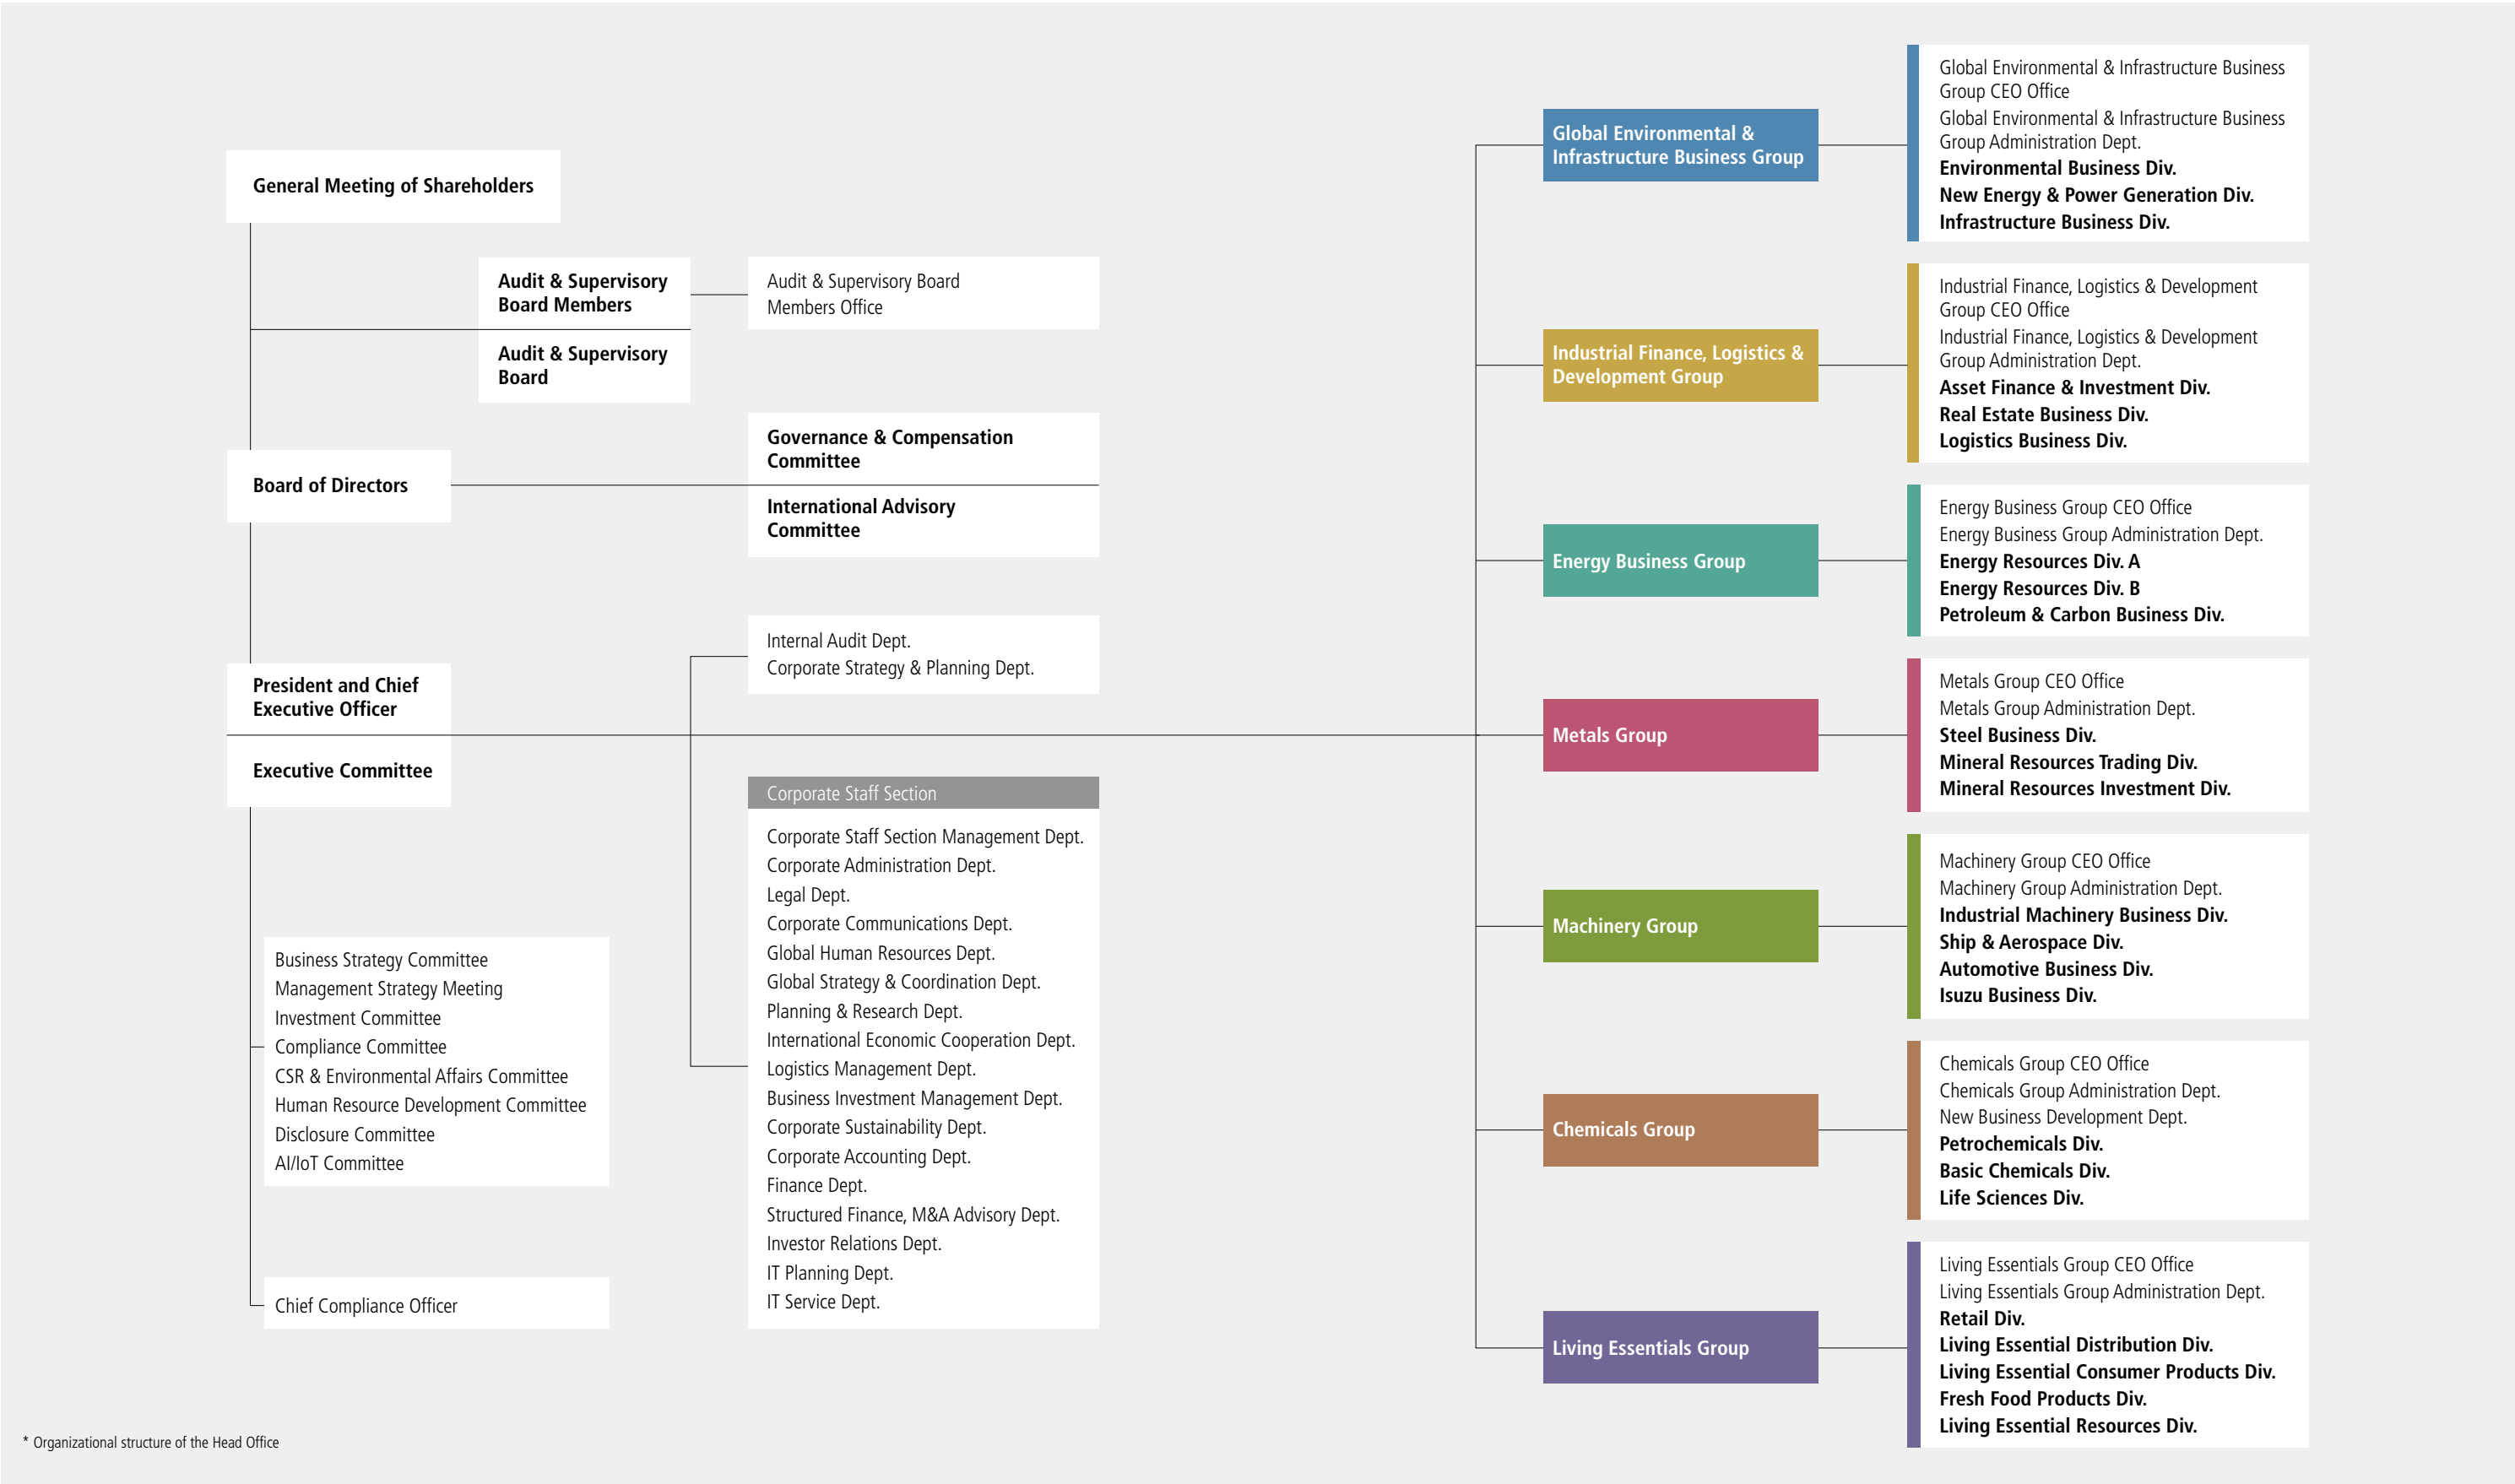 General Meeting of Shareholders
Audit & Supervisory
Board Members
Audit & Supervisory
Board
Audit & Supervisory Board
Members Office
Board of Directors
Governance & Compensation
Committee
International Advisory
Committee
President and Chief
Executive Officer
Executive Committee
Internal Audit Dept.
Corporate Strategy & Planning Dept.
Business Strategy Committee
Management Strategy Meeting
Investment Committee
Compliance Committee
CSR & Environmental Affairs Committee
Human Resource Development Committee
Disclosure Committee
AI/IoT Committee
Chief Compliance Officer
Corporate Staff Section
Corporate Staff Section Management Dept.
Corporate Administration Dept.
Legal Dept.
Corporate Communications Dept.
Global Human Resources Dept.
Global Strategy & Coordination Dept.
Planning & Research Dept.
International Economic Cooperation Dept.
Logistics Management Dept.
Business Investment Management Dept.
Corporate Sustainability Dept.
Corporate Accounting Dept.
Finance Dept.
Structured Finance, M&A Advisory Dept.
Investor Relations Dept.
IT Planning Dept.
IT Service Dept.
Global Environmental &
Infrastructure Business Group
Global Environmental & Infrastructure Business
Group CEO Office
Global Environmental & Infrastructure Business
Group Administration Dept.
Environmental Business Div.
New Energy & Power Generation Div.
Infrastructure Business Div.
Industrial Finance, Logistics &
Development Group
Industrial Finance, Logistics & Development
Group CEO Office
Industrial Finance, Logistics & Development
Group Administration Dept.
Asset Finance & Investment Div.
Real Estate Business Div.
Logistics Business Div.
Energy Business Group
Energy Business Group CEO Office
Energy Business Group Administration Dept.
Energy Resources Div. A
Energy Resources Div. B
Petroleum & Carbon Business Div.
Metals Group
Metals Group CEO Office
Metals Group Administration Dept.
Steel Business Div.
Mineral Resources Trading Div.
Mineral Resources Investment Div.
Machinery Group
Machinery Group CEO Office
Machinery Group Administration Dept.
Industrial Machinery Business Div.
Ship & Aerospace Div.
Automotive Business Div.
Isuzu Business Div.
Chemicals Group
Chemicals Group CEO Office
Chemicals Group Administration Dept.
New Business Development Dept.
Petrochemicals Div.
Basic Chemicals Div.
Life Sciences Div.
Living Essentials Group
Living Essentials Group CEO Office
Living Essentials Group Administration Dept.
Retail Div.
Living Essential Distribution Div.
Living Essential Consumer Products Div.
Fresh Food Products Div.
Living Essential Resources Div.
* Organizational structure of the Head Office